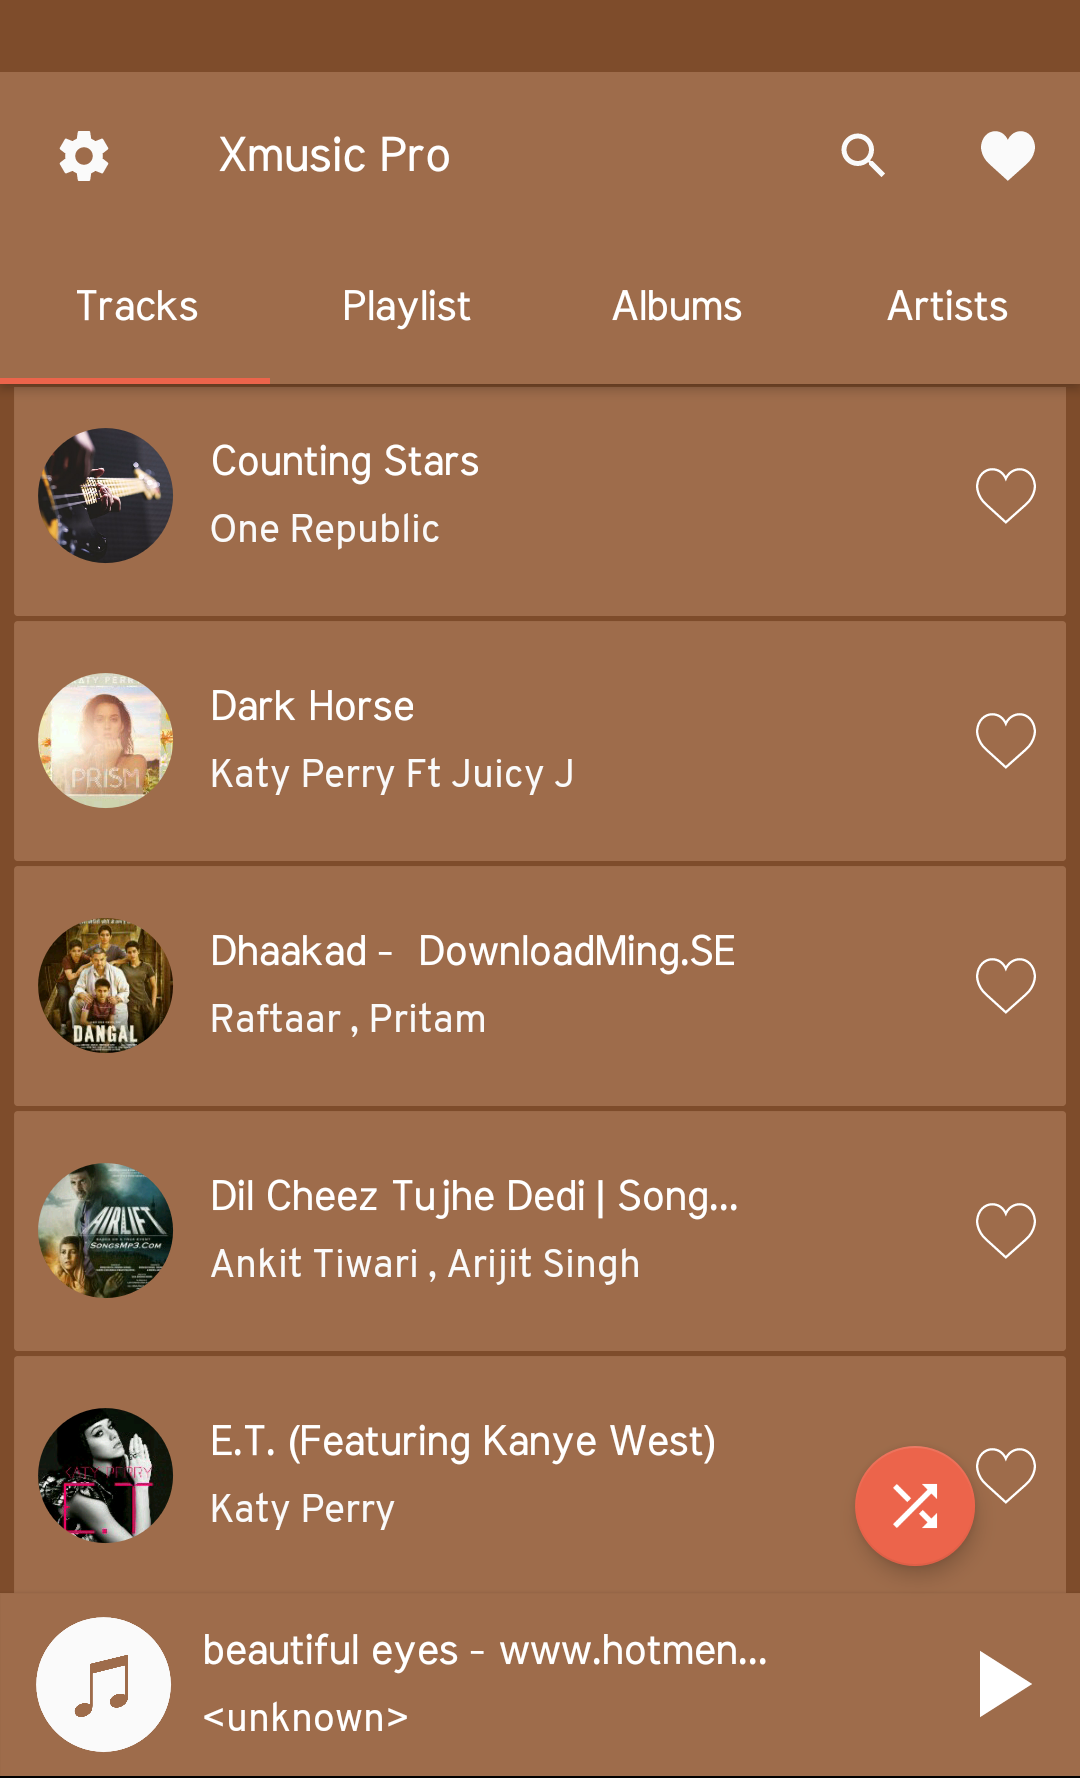 Xmusic Pro
Tracks Playlist Albums Artists
Counting Stars
One Republic
Dark Horse
Katy Perry Ft Juicy J
PRISM
Dhaakad - DownloadMing.SE
Raftaar , Pritam
DANGAL
Dil Cheez Tujhe Dedi | Song...
Ankit Tiwari , Arijit Singh
AIRLIFT
SongsMp3.Com
E.T. (Featuring Kanye West)
Katy Perry
KATY PERRY
E.T
beautiful eyes - www.hotmen...
<unknown>